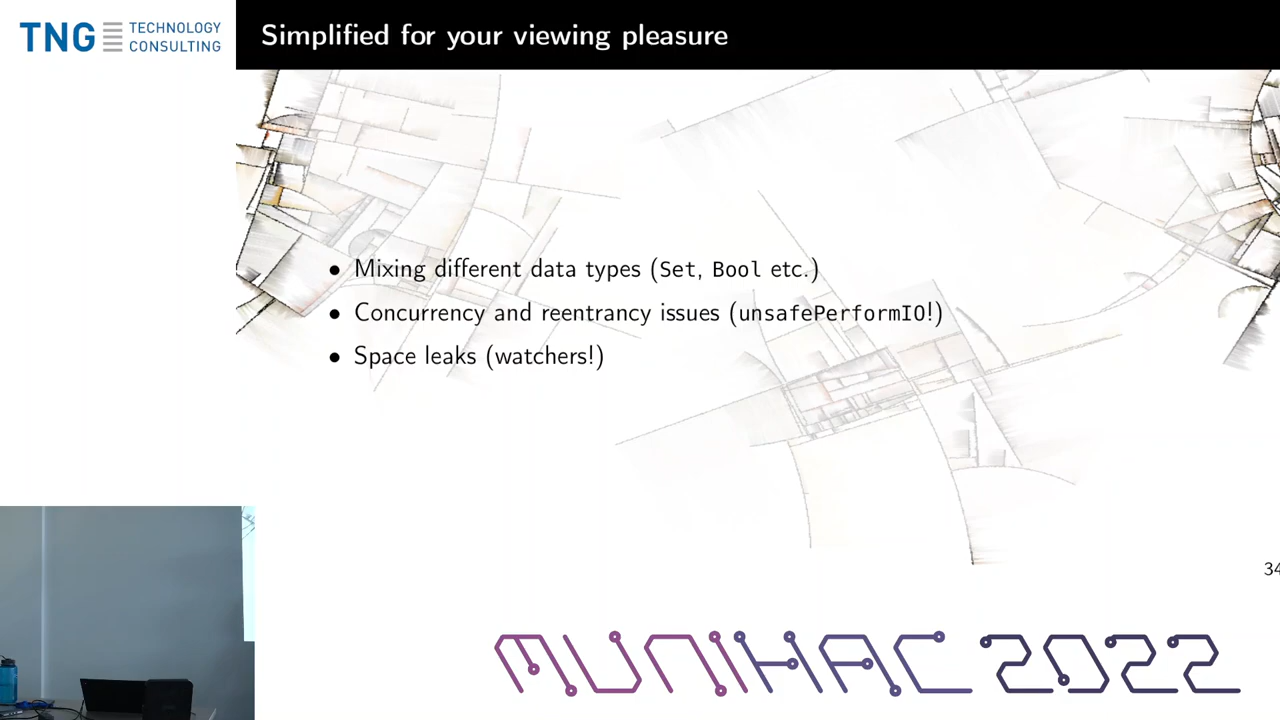 TNG TECHNOLOGY
CONSULTING
Simplified for your viewing pleasure
• Mixing different data types (Set, Bool etc.)
• Concurrency and reentrancy issues (unsafePerformIO!)
• Space leaks (watchers!)
34
MUNIHAC 2022